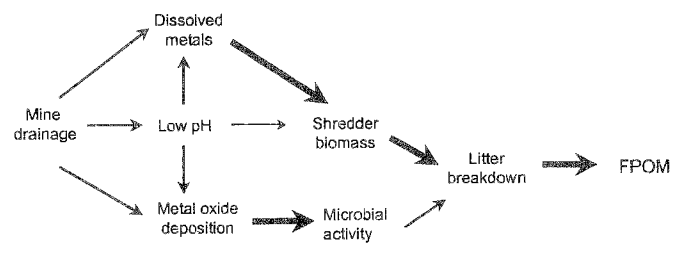 Dissolved
metals
Mine
drainage
Low pH
Shredder
biomass
Litter
breakdown
FPOM
Metal oxide
deposition
Microbial
activity